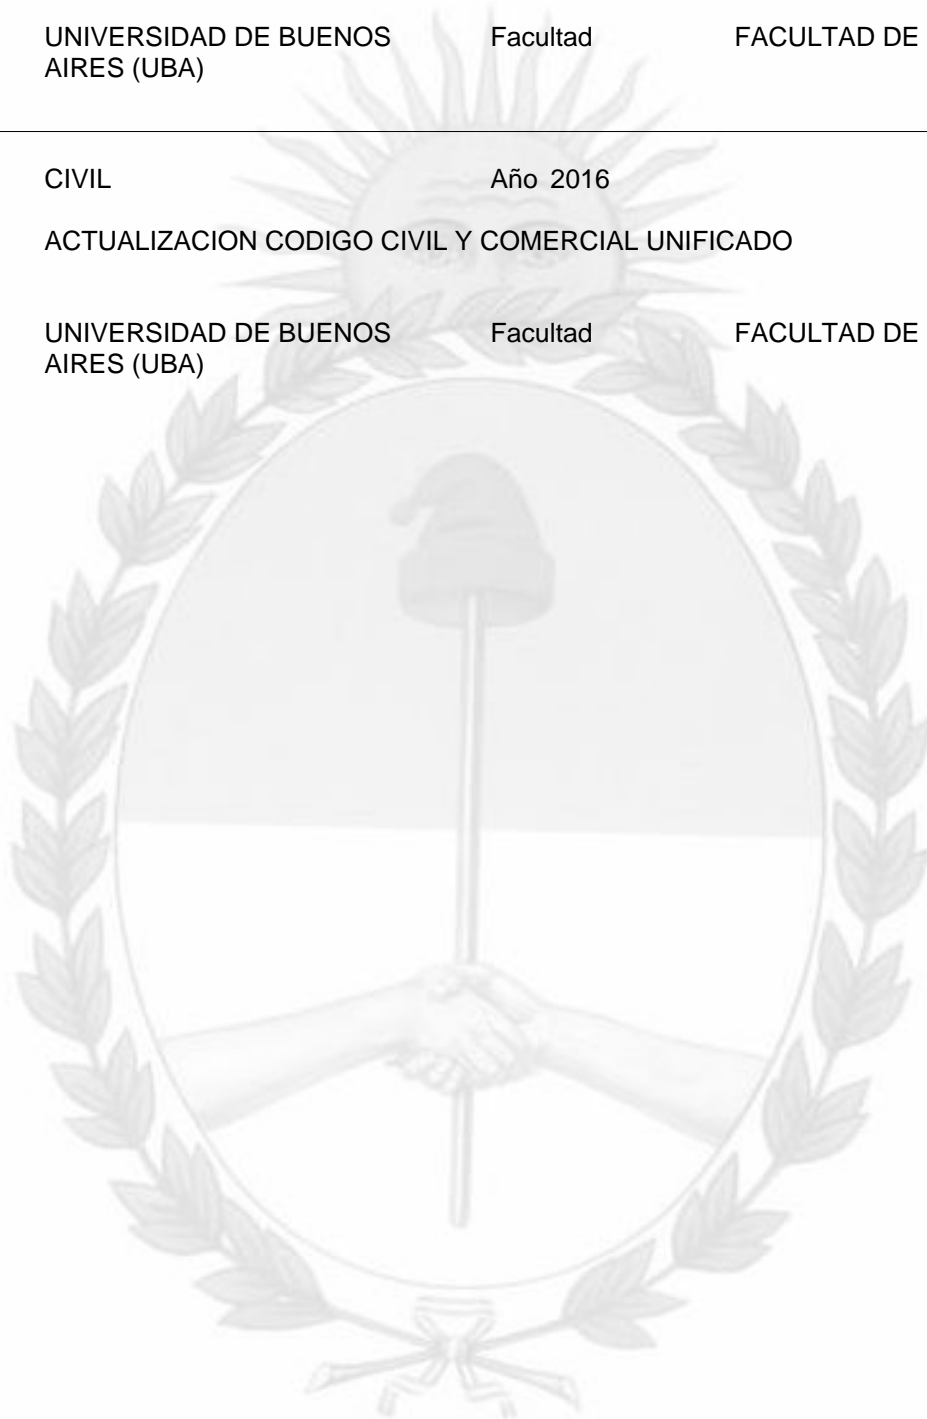 UNIVERSIDAD DE BUENOS Facultad FACULTAD DE
AIRES (UBA)
CIVIL Año 2016
ACTUALIZACION CODIGO CIVIL Y COMERCIAL UNIFICADO
UNIVERSIDAD DE BUENOS Facultad FACULTAD DE
AIRES (UBA)